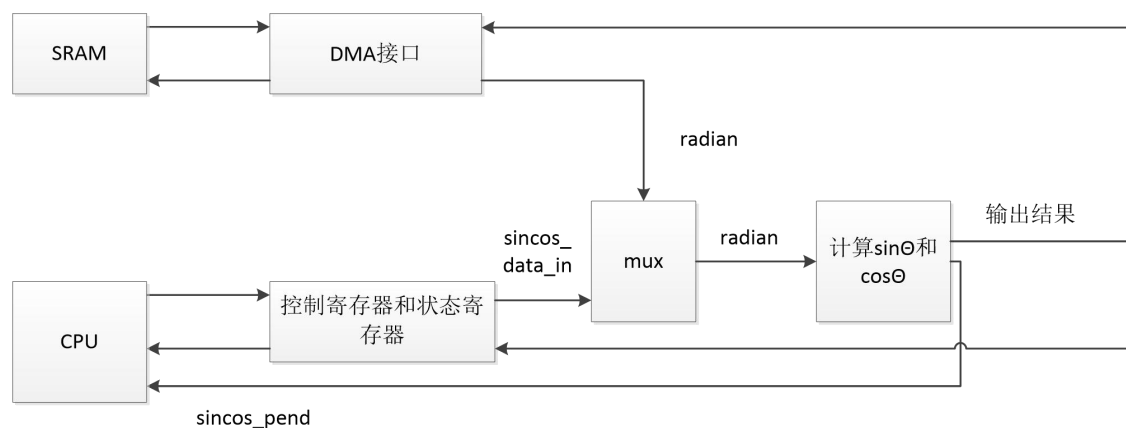 SRAM
DMA接口
radian
sincos_
data_in
mux
radian
计算sinΘ和
cosΘ
输出结果
CPU
控制寄存器和状态寄
存器
sincos_pend